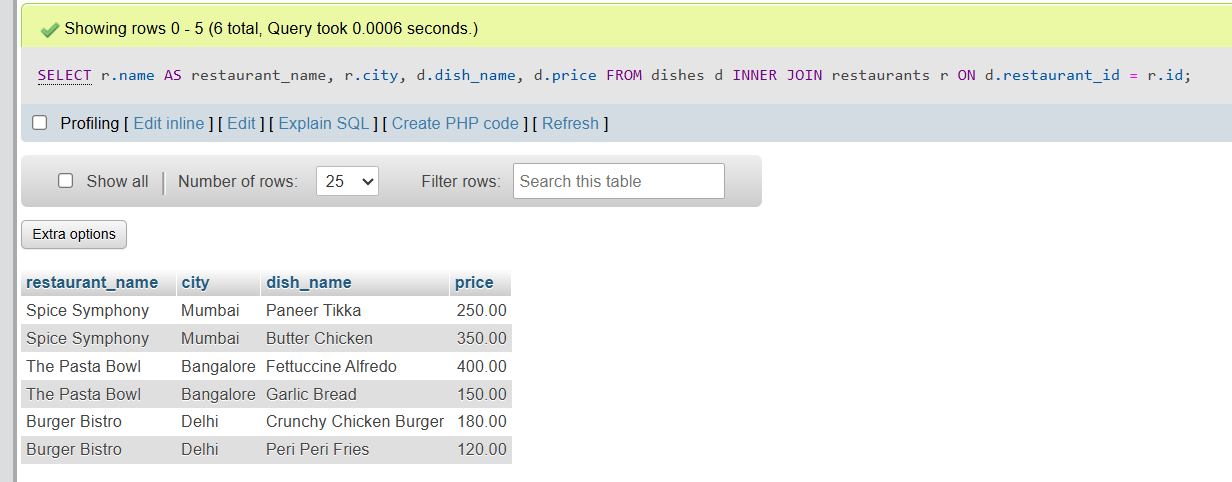 Showing rows 0 - 5 (6 total, Query took 0.0006 seconds.)
SELECT r.name AS restaurant_name, r.city, d.dish_name, d.price FROM dishes d INNER JOIN restaurants r ON d.restaurant_id = r.id;
Profiling [ Edit inline ] [ Edit ] [ Explain SQL ] [ Create PHP code ] [ Refresh ]
Show all Number of rows: 25 Filter rows: Search this table
Extra options
restaurant_name city dish_name price
Spice Symphony Mumbai Paneer Tikka 250.00
Spice Symphony Mumbai Butter Chicken 350.00
The Pasta Bowl Bangalore Fettuccine Alfredo 400.00
The Pasta Bowl Bangalore Garlic Bread 150.00
Burger Bistro Delhi Crunchy Chicken Burger 180.00
Burger Bistro Delhi Peri Peri Fries 120.00